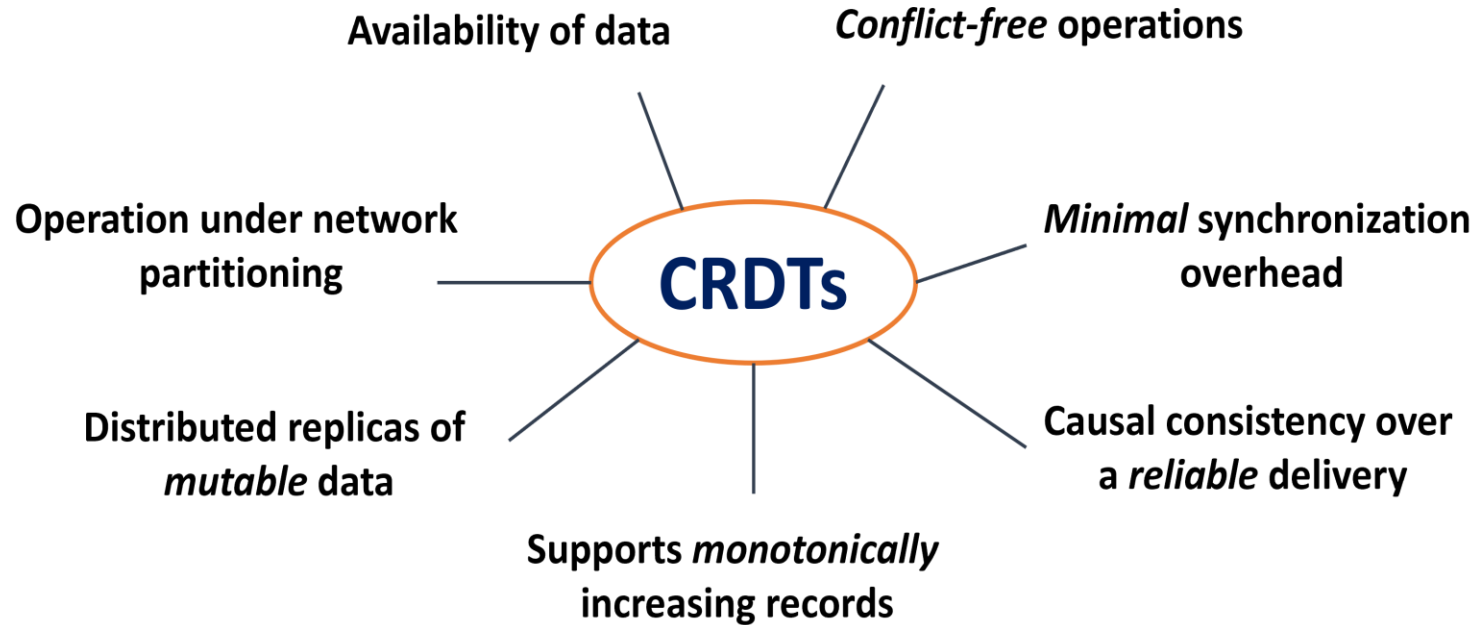 Availability of data
Conflict-free operations
Operation under network
partitioning
CRDTs
Minimal synchronization
overhead
Distributed replicas of
mutable data
Causal consistency over
a reliable delivery
Supports monotonically
increasing records